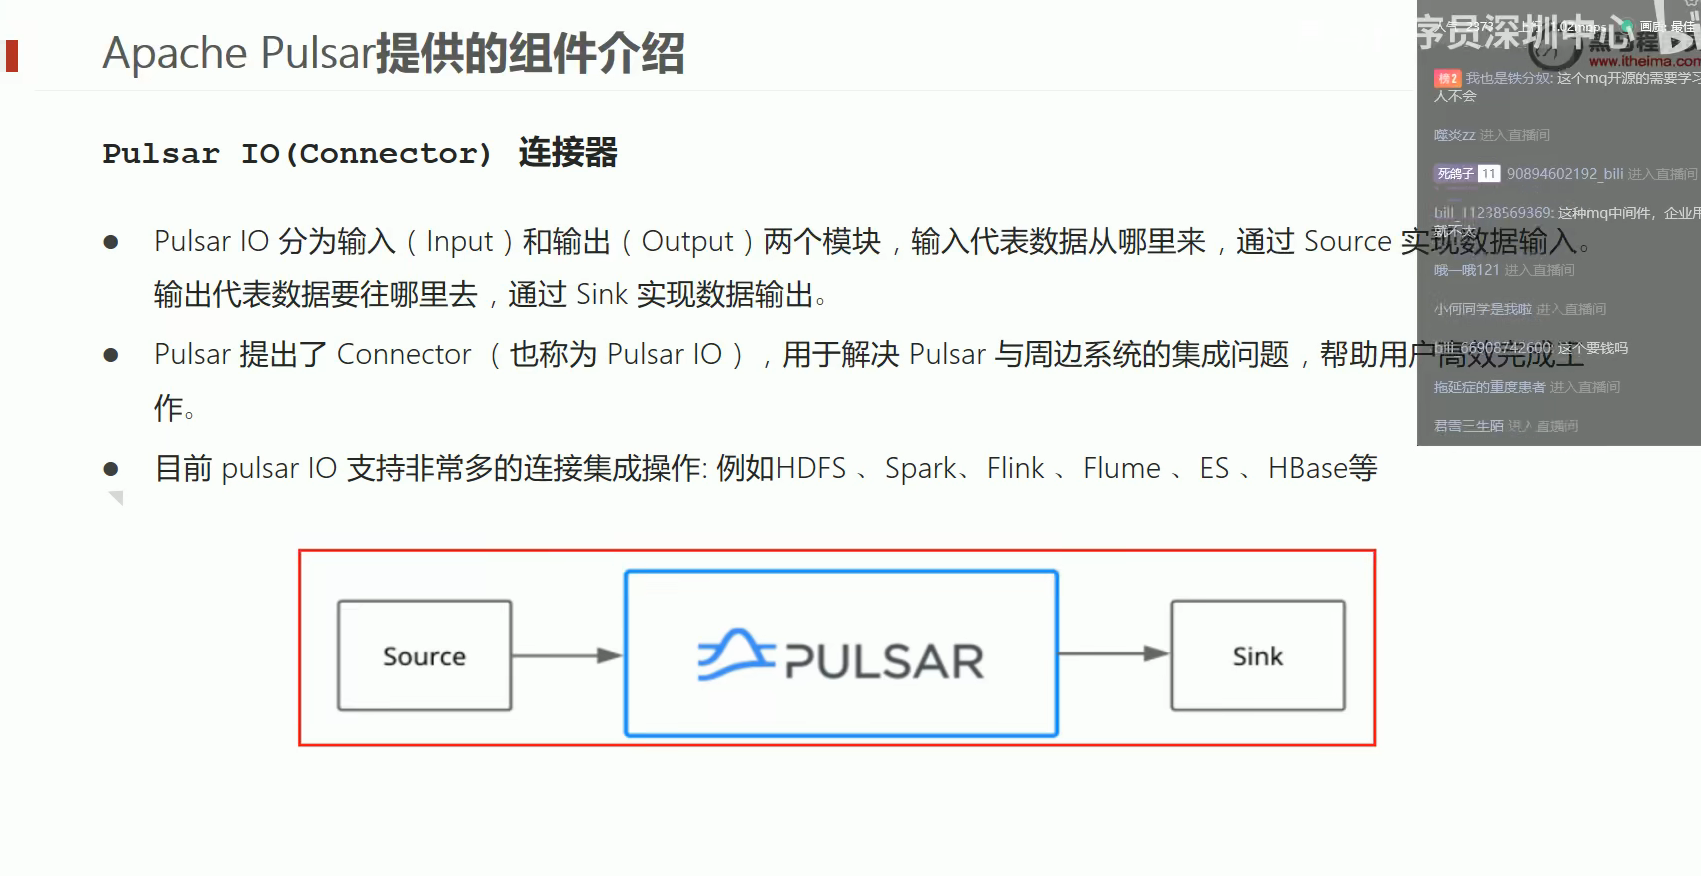 Apache Pulsar提供的组件介绍
Pulsar IO(Connector) 连接器
● Pulsar IO 分为输入（Input）和输出（Output）两个模块，输入代表数据从哪里来，通过 Source 实现数据输入。
输出代表数据要往哪里去，通过 Sink 实现数据输出。
● Pulsar 提出了 Connector （也称为 Pulsar IO），用于解决 Pulsar 与周边系统的集成问题，帮助用户高效完成工
作。
● 目前 pulsar IO 支持非常多的连接集成操作: 例如HDFS 、Spark、Flink 、Flume 、ES 、HBase等
Source
PULSAR
Sink
序员深圳中心
画质: 最佳
www.itheima.com
榜2 我也是铁分奴: 这个mq开源的需要学习
人不会
噬炎zz 进入直播间
死鸽子 11 90894602192_bili 进入直播间
bili_11238569369: 这种mq中间件，企业用
哦一哦121 进入直播间
小何同学是我啦 进入直播间
bili_66908742600: 这个要钱吗
拖延症的重度患者 进入直播间
君雪三生陌 进入直播间